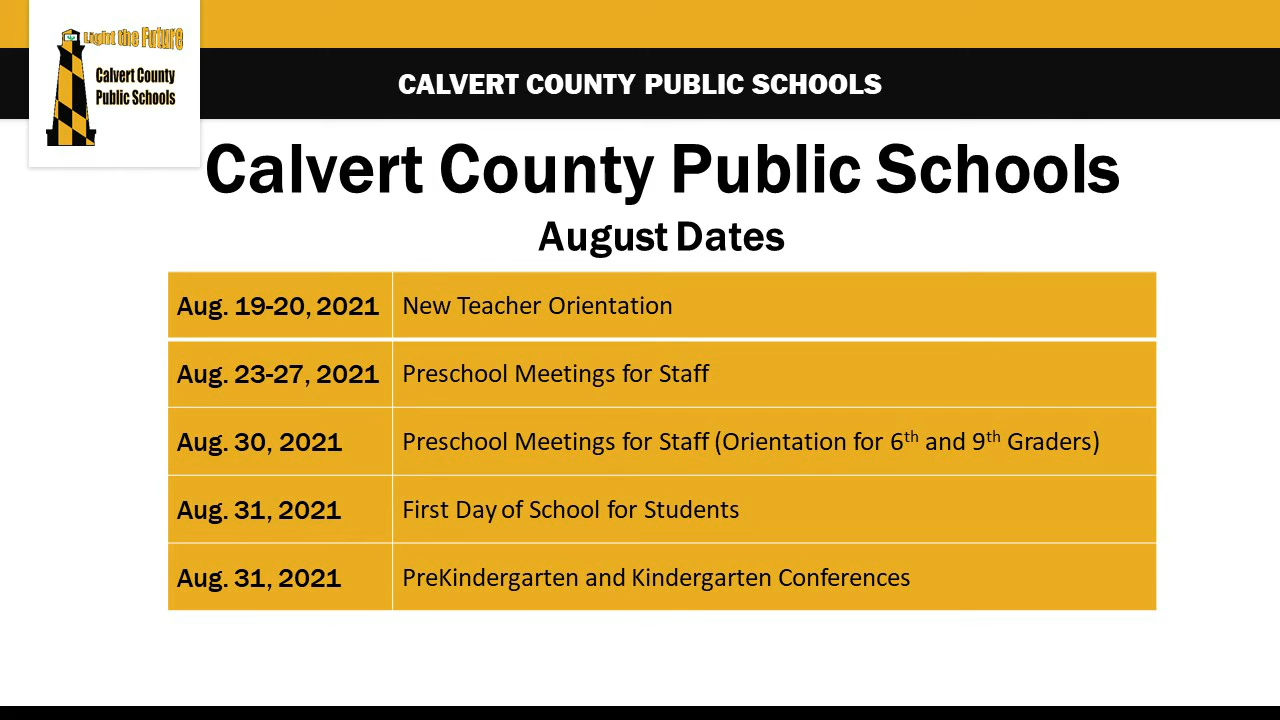 Light the Future
Calvert County
Public Schools
CALVERT COUNTY PUBLIC SCHOOLS
Calvert County Public Schools
August Dates
Aug. 19-20, 2021 New Teacher Orientation
Aug. 23-27, 2021 Preschool Meetings for Staff
Aug. 30, 2021 Preschool Meetings for Staff (Orientation for 6th and 9th Graders)
Aug. 31, 2021 First Day of School for Students
Aug. 31, 2021 PreKindergarten and Kindergarten Conferences